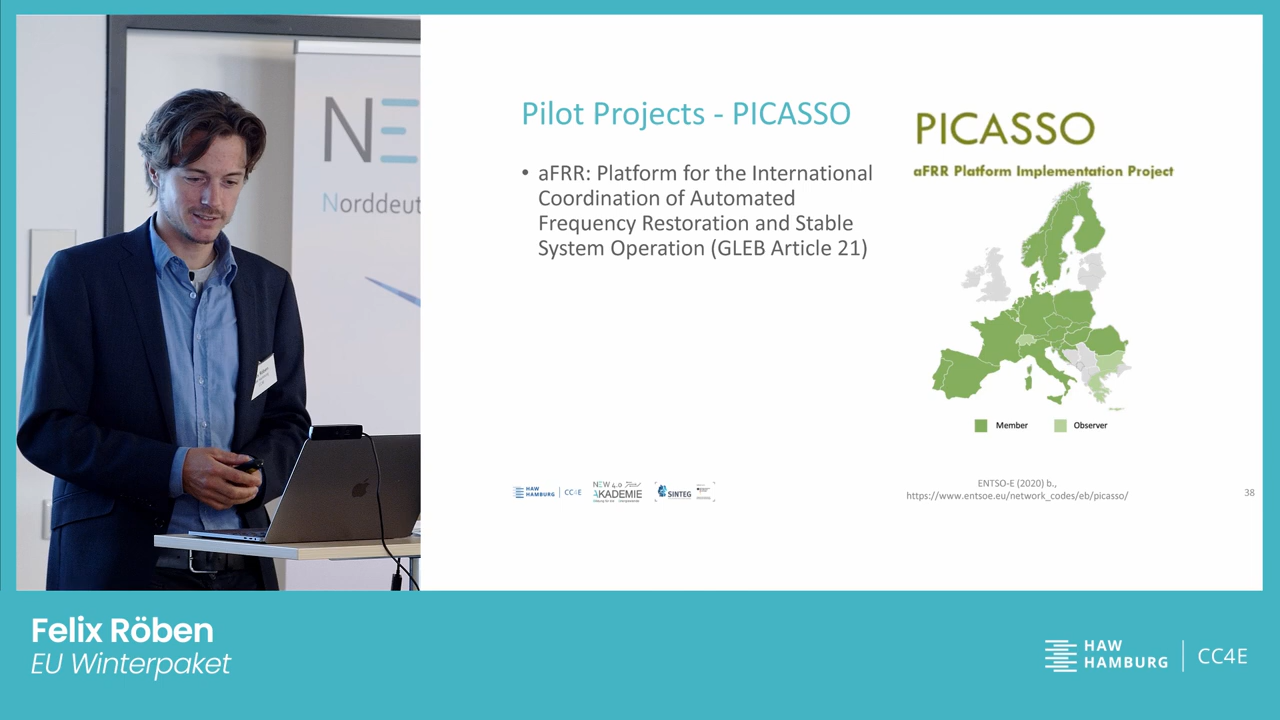 NE
Norddeut
Pilot Projects - PICASSO
• aFRR: Platform for the International
Coordination of Automated
Frequency Restoration and Stable
System Operation (GLEB Article 21)
PICASSO
aFRR Platform Implementation Project
Member
Observer
HAW
HAMBURG
CC4E
NEW 4.0
AKADEMIE
SINTEG
ENTSO-E (2020) b.,
https://www.entsoe.eu/network_codes/eb/picasso/
38
Felix Röben
EU Winterpaket
HAW
HAMBURG
CC4E